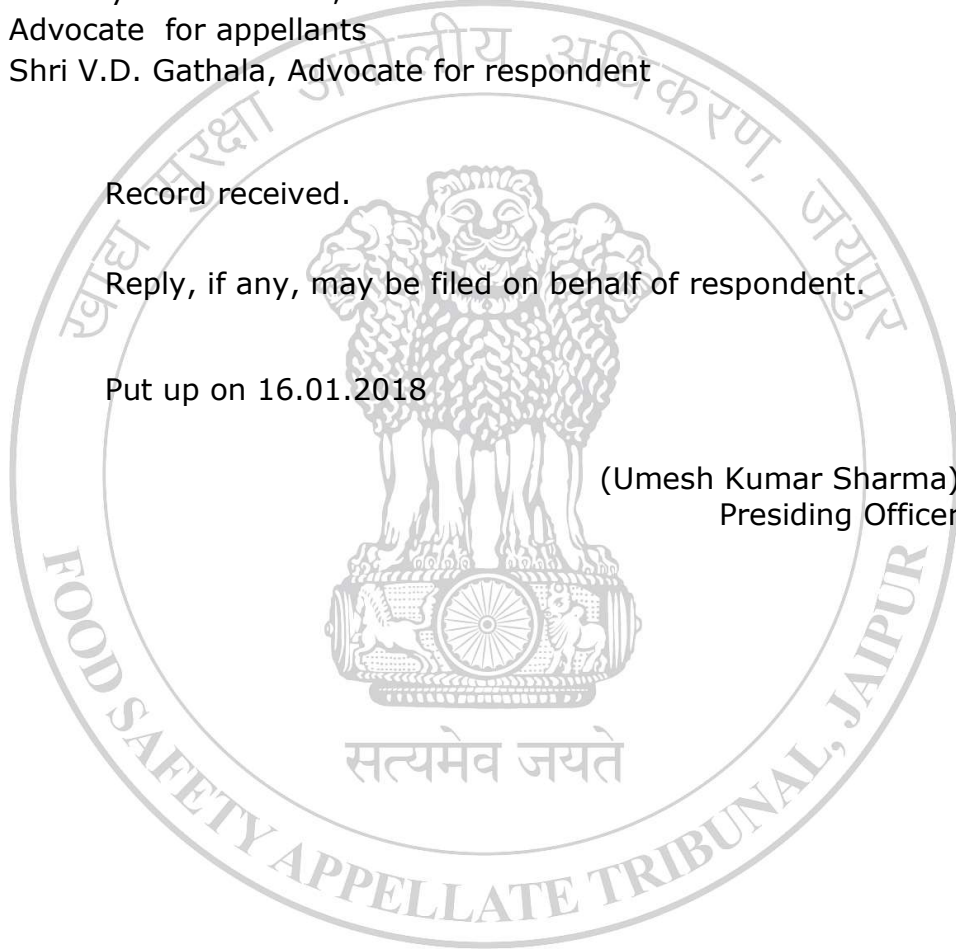 Advocate for appellants
Shri V.D. Gathala, Advocate for respondent
खाद्य सुरक्षा अपीलीय अधिकरण, जयपुर
Record received.
Reply, if any, may be filed on behalf of respondent.
Put up on 16.01.2018
(Umesh Kumar Sharma)
Presiding Officer
सत्यमेव जयते
FOOD SAFETY APPELLATE TRIBUNAL, JAIPUR